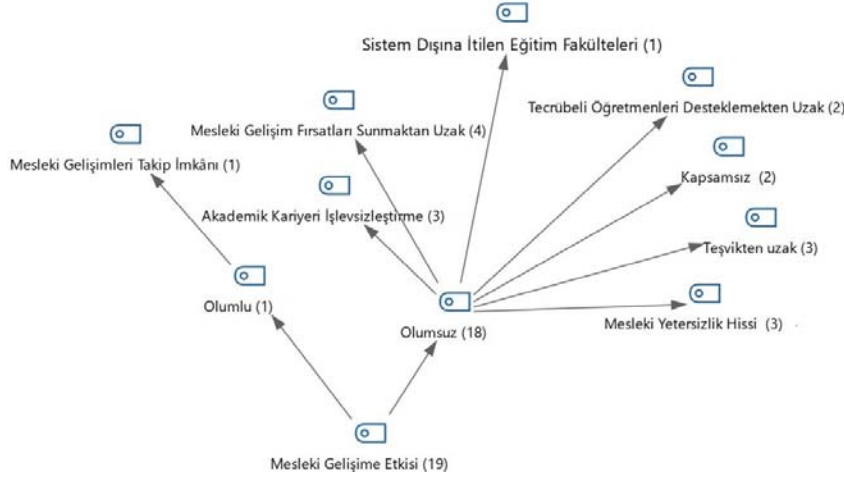 Sistem Dışına İtilen Eğitim Fakülteleri (1)
Tecrübeli Öğretmenleri Desteklemekten Uzak (2)
Mesleki Gelişim Fırsatları Sunmaktan Uzak (4)
Mesleki Gelişimleri Takip İmkânı (1)
Kapsamsız (2)
Akademik Kariyeri İşlevsizleştirme (3)
Teşvikten uzak (3)
Olumlu (1)
Mesleki Yetersizlik Hissi (3)
Olumsuz (18)
Mesleki Gelişime Etkisi (19)